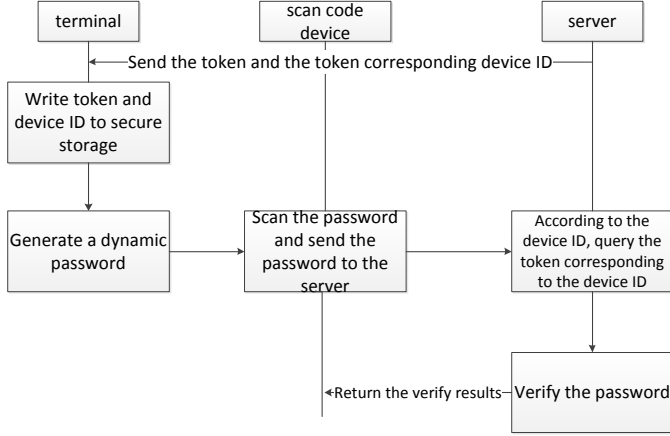 terminal
scan code
device
server
Send the token and the token corresponding device ID
Write token and
device ID to secure
storage
Generate a dynamic
password
Scan the password
and send the
password to the
server
According to the
device ID, query the
token corresponding
to the device ID
Return the verify results
Verify the password